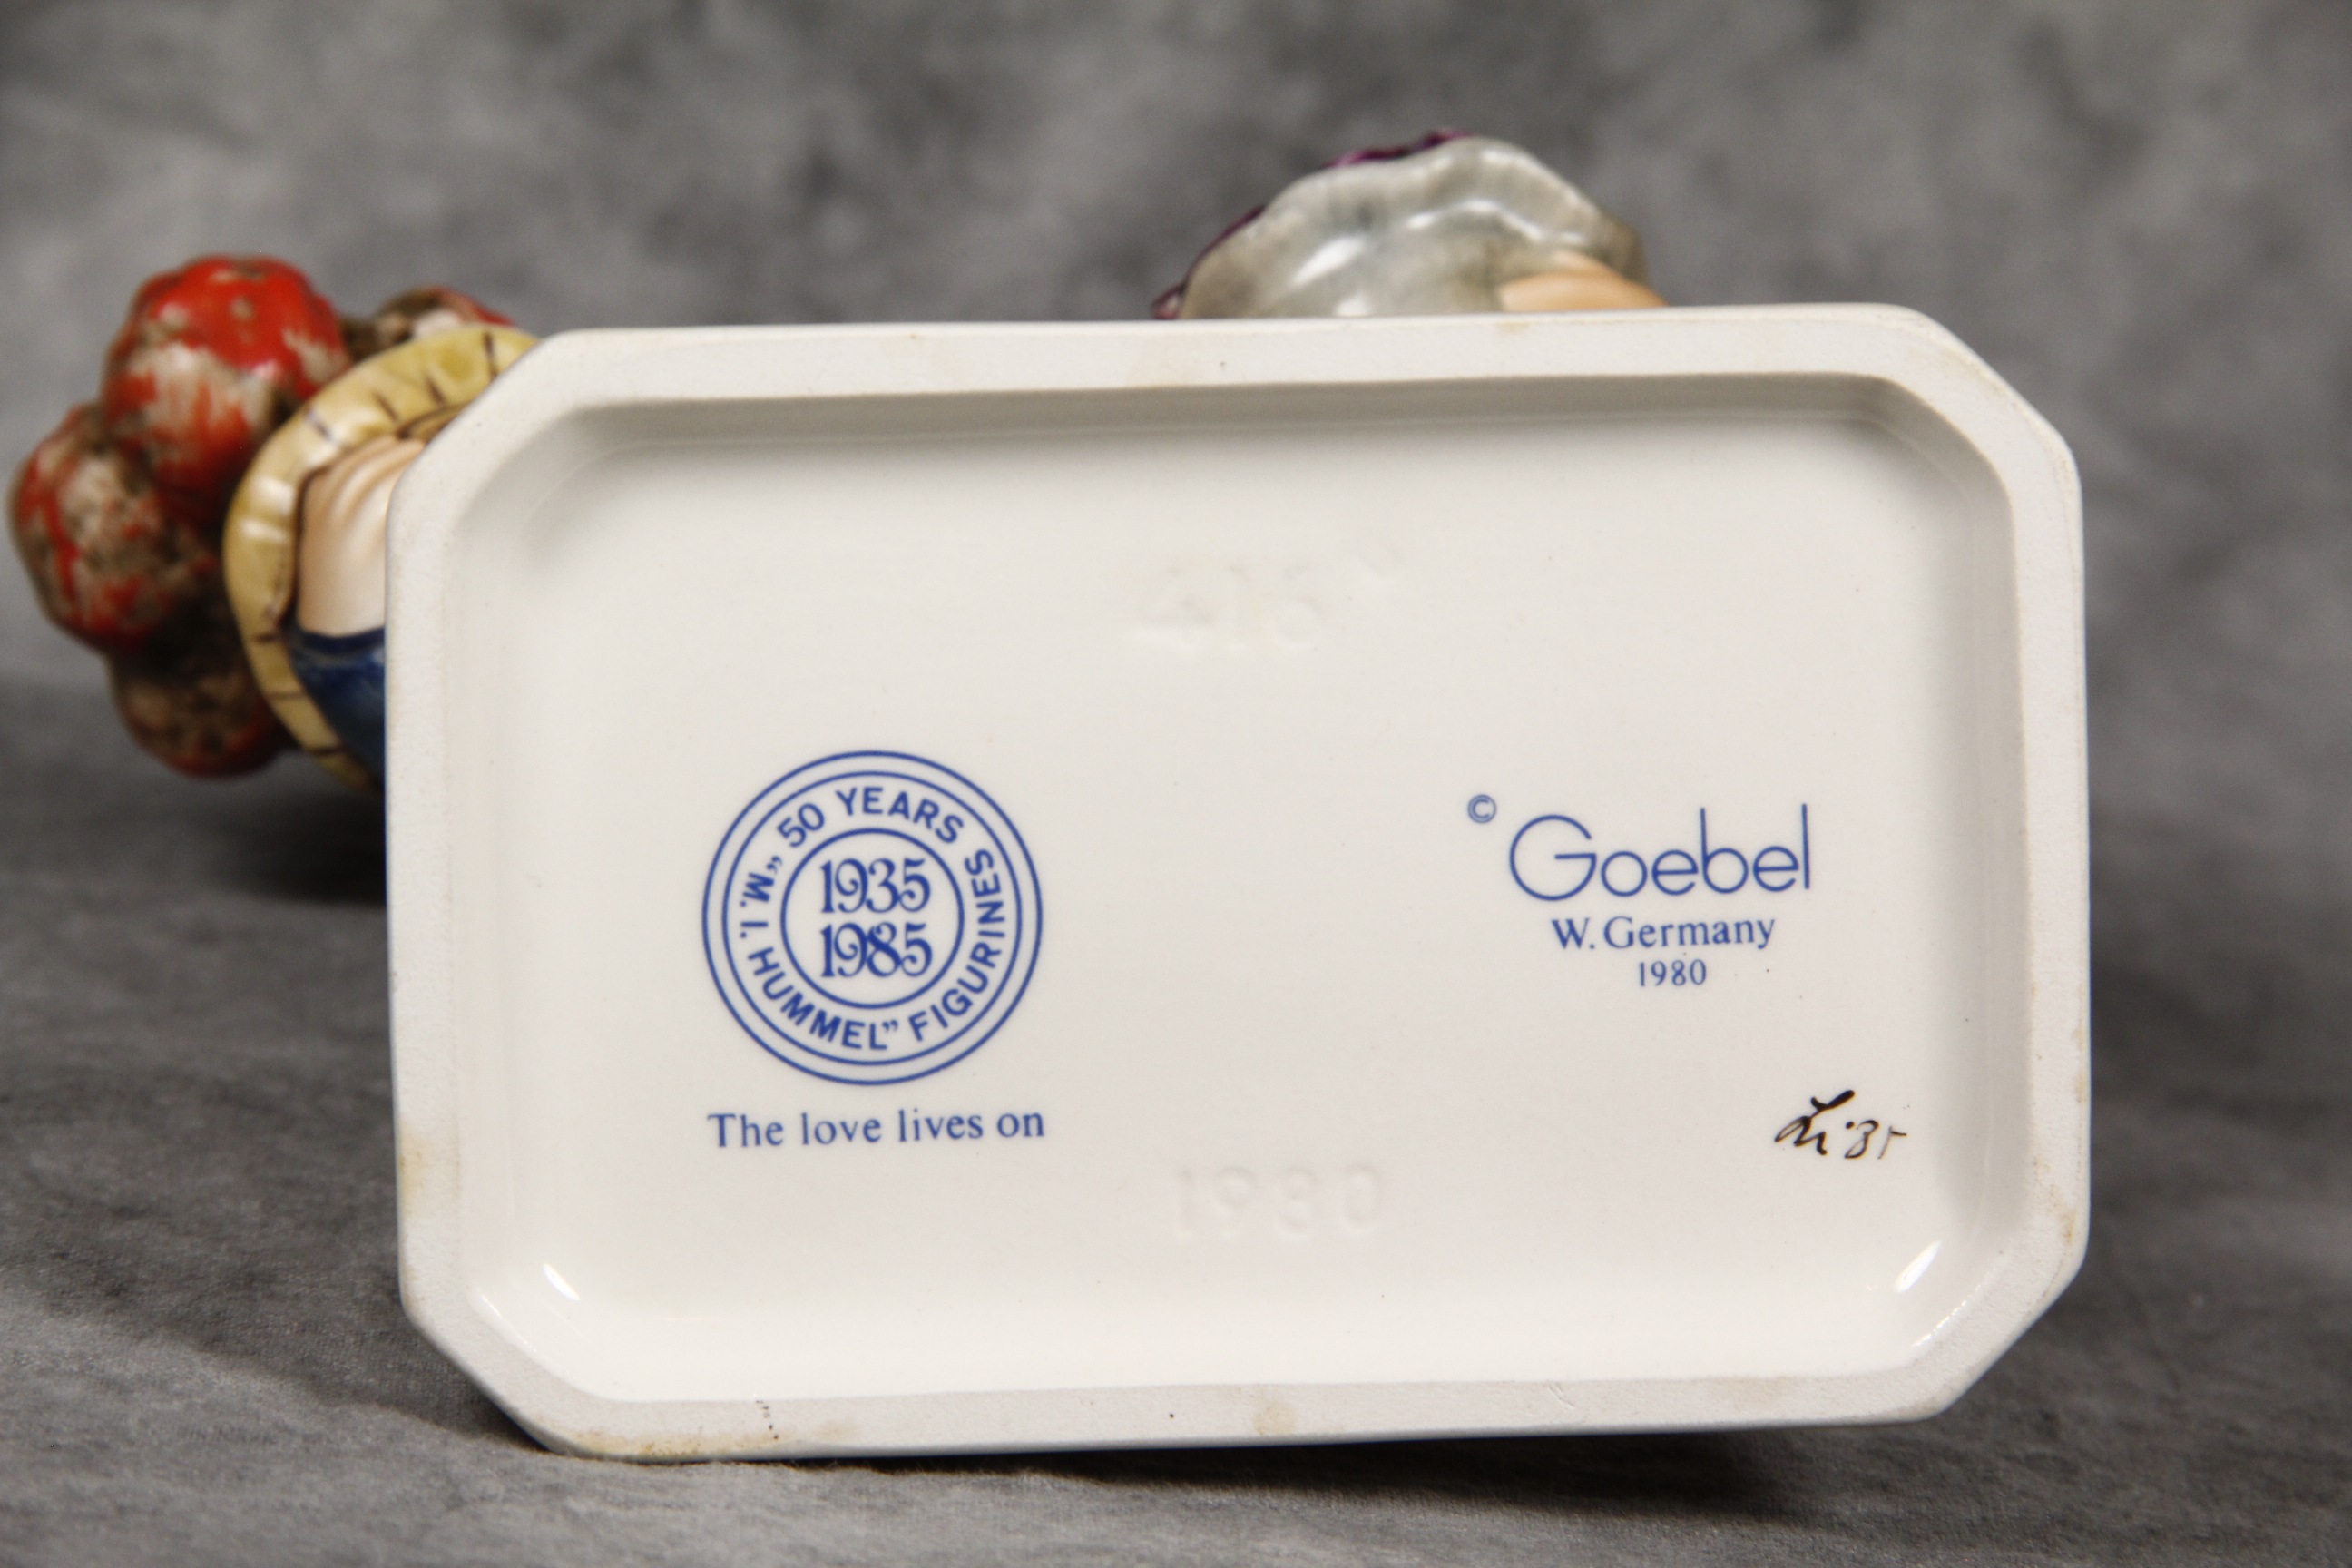 416
"M. I. HUMMEL" FIGURINES 50 YEARS
1935
1985
The love lives on
© Goebel
W. Germany
1980
1980